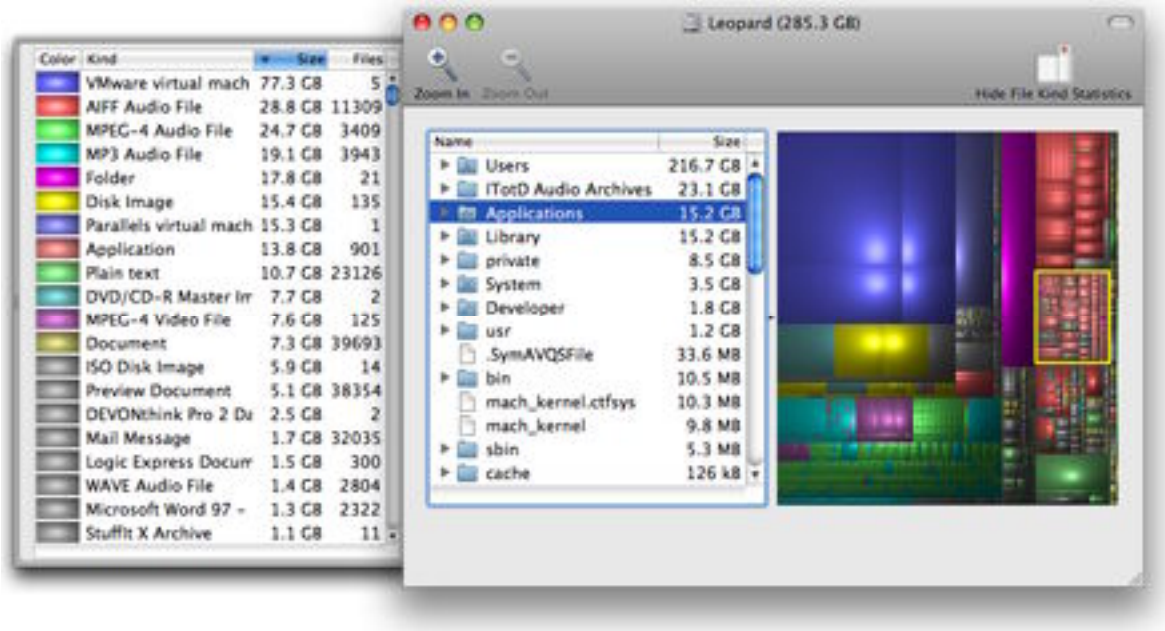 Leopard (285.3 GB)
Zoom In Zoom Out
Hide File Kind Statistics
Color Kind Size Files
VMware virtual mach 77.3 GB 5
AIFF Audio File 28.8 GB 11309
MPEG-4 Audio File 24.7 GB 3409
MP3 Audio File 19.1 GB 3943
Folder 17.8 GB 21
Disk Image 15.4 GB 135
Parallels virtual mach 15.3 GB 1
Application 13.8 GB 901
Plain text 10.7 GB 23126
DVD/CD-R Master Im 7.7 GB 2
MPEG-4 Video File 7.6 GB 125
Document 7.3 GB 39693
ISO Disk Image 5.9 GB 14
Preview Document 5.1 GB 38354
DEVONthink Pro 2 Da 2.5 GB 2
Mail Message 1.7 GB 32035
Logic Express Docum 1.5 GB 300
WAVE Audio File 1.4 GB 2804
Microsoft Word 97 - 1.3 GB 2322
StuffIt X Archive 1.1 GB 11
Name Size
Users 216.7 GB
ITotD Audio Archives 23.1 GB
Applications 15.2 GB
Library 15.2 GB
private 8.5 GB
System 3.5 GB
Developer 1.8 GB
usr 1.2 GB
.SymAVQSFile 33.6 MB
bin 10.5 MB
mach_kernel.ctfsys 10.3 MB
mach_kernel 9.8 MB
sbin 5.3 MB
cache 126 kB